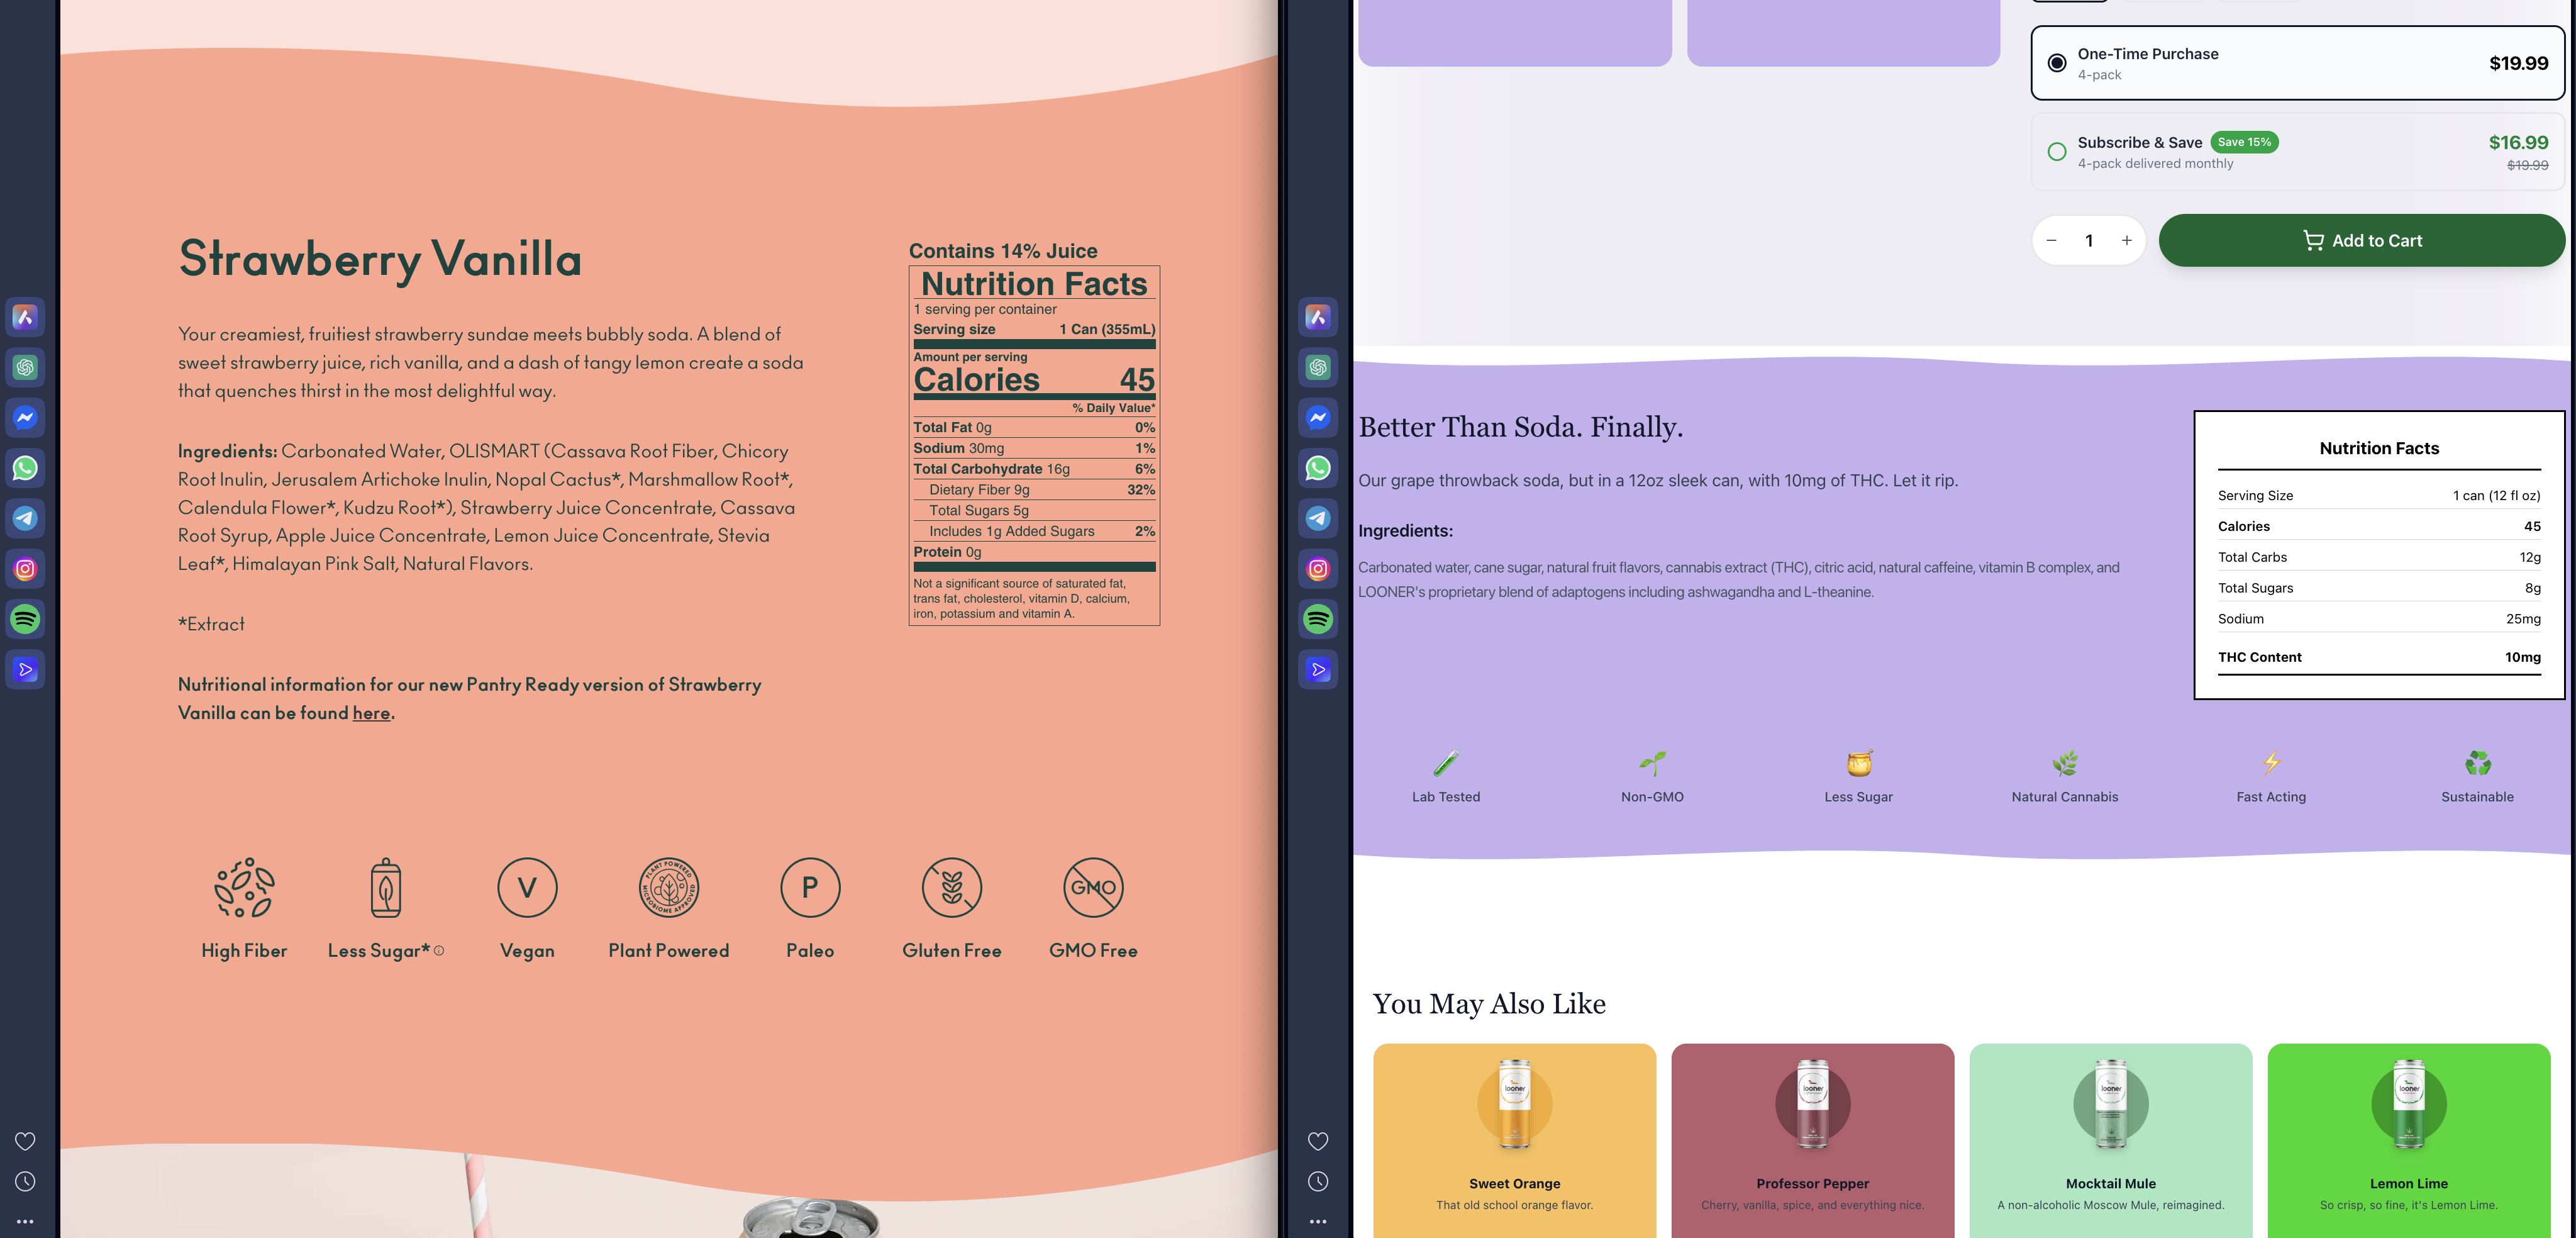 Strawberry Vanilla
Your creamiest, fruitiest strawberry sundae meets bubbly soda. A blend of
sweet strawberry juice, rich vanilla, and a dash of tangy lemon create a soda
that quenches thirst in the most delightful way.
Ingredients: Carbonated Water, OLISMART (Cassava Root Fiber, Chicory
Root Inulin, Jerusalem Artichoke Inulin, Nopal Cactus*, Marshmallow Root*,
Calendula Flower*, Kudzu Root*), Strawberry Juice Concentrate, Cassava
Root Syrup, Apple Juice Concentrate, Lemon Juice Concentrate, Stevia
Leaf*, Himalayan Pink Salt, Natural Flavors.
*Extract
Nutritional information for our new Pantry Ready version of Strawberry
Vanilla can be found here.
Contains 14% Juice
Nutrition Facts
1 serving per container
Serving size 1 Can (355mL)
Amount per serving
Calories 45
% Daily Value*
Total Fat 0g 0%
Sodium 30mg 1%
Total Carbohydrate 16g 6%
Dietary Fiber 9g 32%
Total Sugars 5g
Includes 1g Added Sugars 2%
Protein 0g
Not a significant source of saturated fat,
trans fat, cholesterol, vitamin D, calcium,
iron, potassium and vitamin A.
V
PLANT POWERED
MICROBIOME APPROVED
P
GMO
High Fiber
Less Sugar*
Vegan
Plant Powered
Paleo
Gluten Free
GMO Free
One-Time Purchase
4-pack
$19.99
Subscribe & Save
Save 15%
4-pack delivered monthly
$16.99
$19.99
− 1 +
Add to Cart
Better Than Soda. Finally.
Our grape throwback soda, but in a 12oz sleek can, with 10mg of THC. Let it rip.
Ingredients:
Carbonated water, cane sugar, natural fruit flavors, cannabis extract (THC), citric acid, natural caffeine, vitamin B complex, and
LOONER's proprietary blend of adaptogens including ashwagandha and L-theanine.
Nutrition Facts
Serving Size 1 can (12 fl oz)
Calories 45
Total Carbs 12g
Total Sugars 8g
Sodium 25mg
THC Content 10mg
Lab Tested
Non-GMO
Less Sugar
Natural Cannabis
Fast Acting
Sustainable
You May Also Like
looner
looner
looner
looner
Sweet Orange
That old school orange flavor.
Professor Pepper
Cherry, vanilla, spice, and everything nice.
Mocktail Mule
A non-alcoholic Moscow Mule, reimagined.
Lemon Lime
So crisp, so fine, it's Lemon Lime.